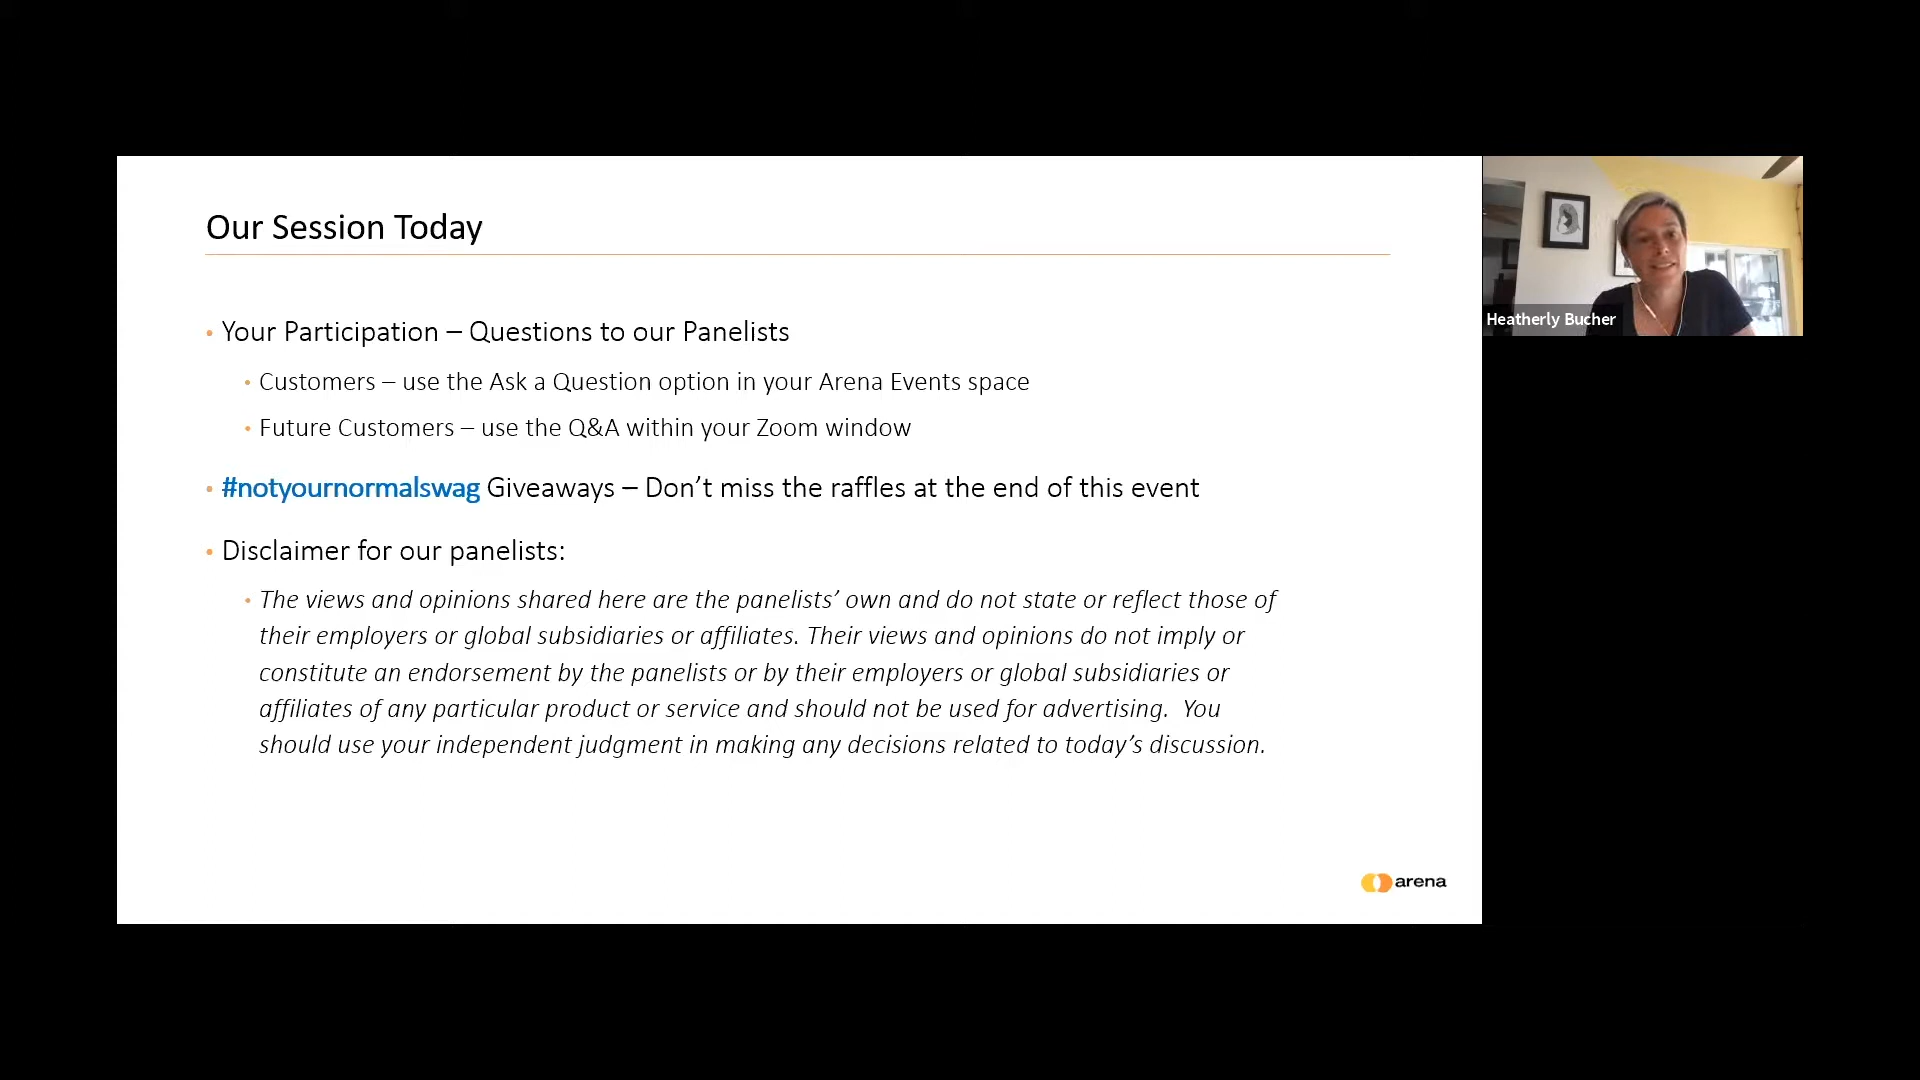 Our Session Today
• Your Participation – Questions to our Panelists
• Customers – use the Ask a Question option in your Arena Events space
• Future Customers – use the Q&A within your Zoom window
• #notyournormalswag Giveaways – Don’t miss the raffles at the end of this event
• Disclaimer for our panelists:
• The views and opinions shared here are the panelists’ own and do not state or reflect those of
their employers or global subsidiaries or affiliates. Their views and opinions do not imply or
constitute an endorsement by the panelists or by their employers or global subsidiaries or
affiliates of any particular product or service and should not be used for advertising.  You
should use your independent judgment in making any decisions related to today’s discussion.
arena
Heatherly Bucher